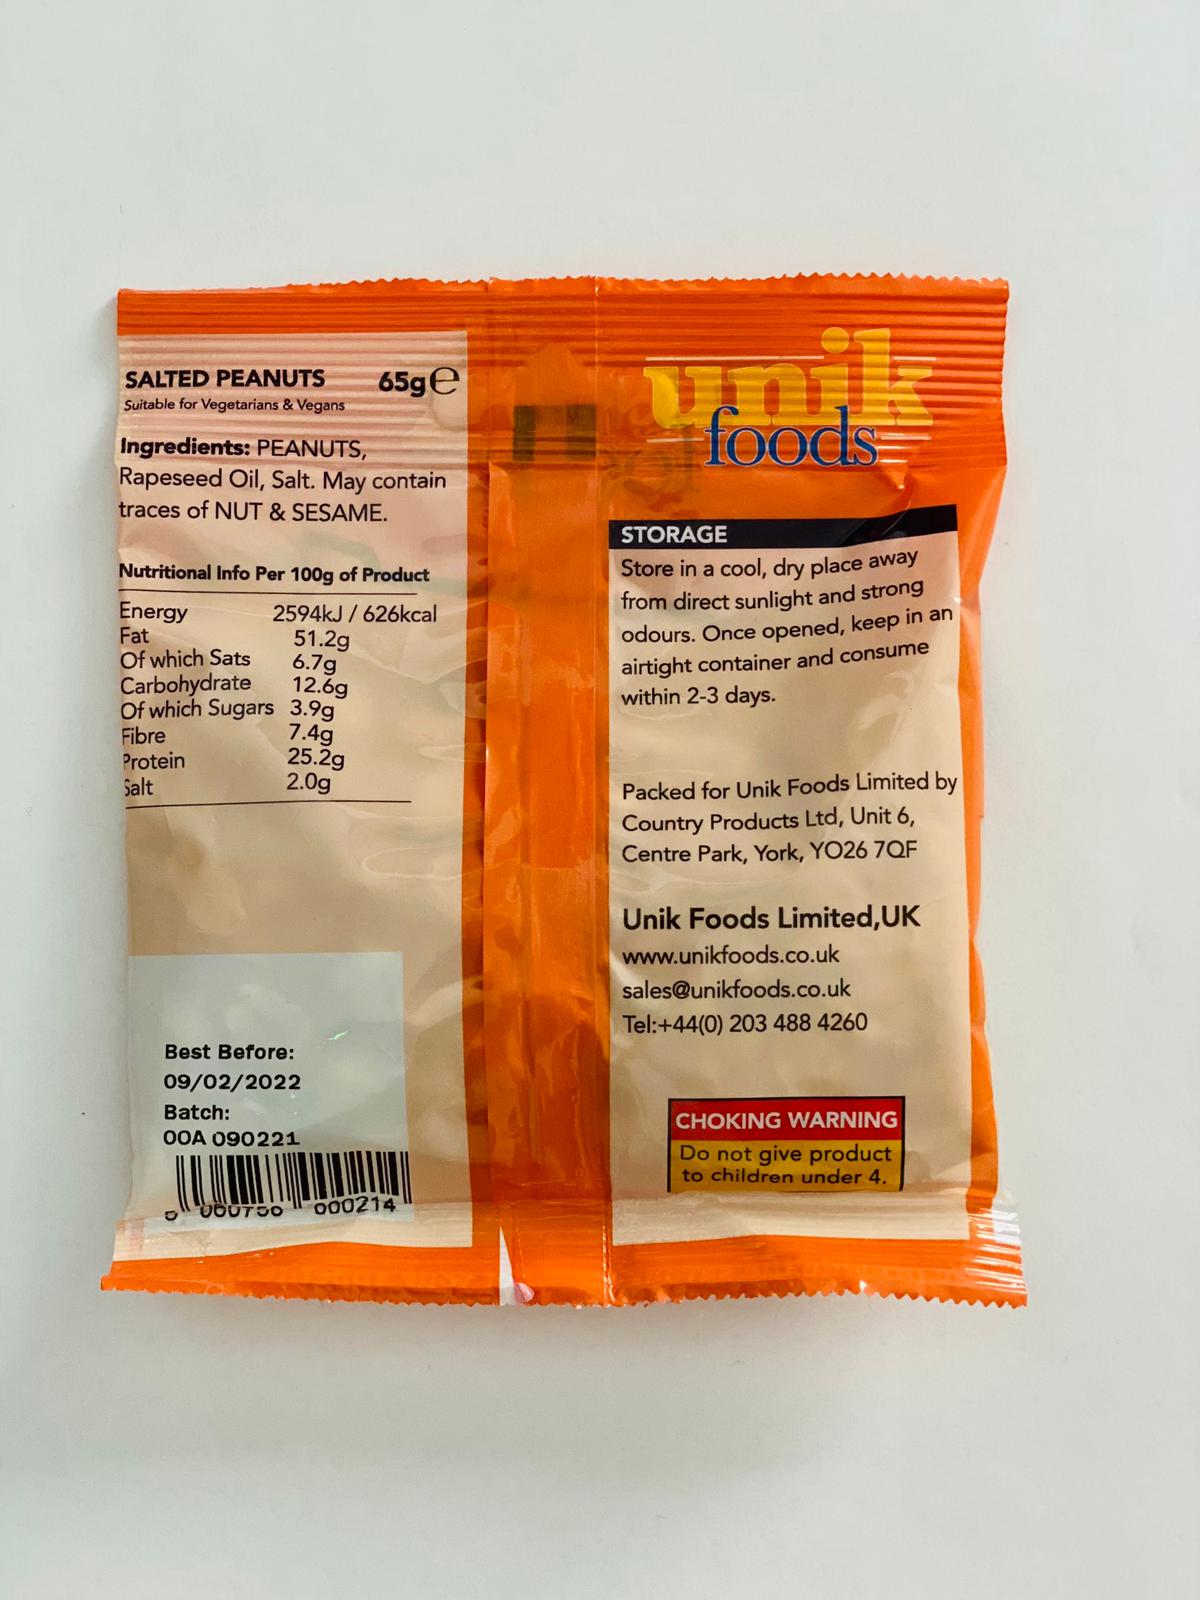 SALTED PEANUTS 65g℮
Suitable for Vegetarians & Vegans
Ingredients: PEANUTS,
Rapeseed Oil, Salt. May contain
traces of NUT & SESAME.
Nutritional Info Per 100g of Product
Energy 2594kJ / 626kcal
Fat 51.2g
Of which Sats 6.7g
Carbohydrate 12.6g
Of which Sugars 3.9g
Fibre 7.4g
Protein 25.2g
Salt 2.0g
Best Before:
09/02/2022
Batch:
00A 090221
000214
unik
foods
STORAGE
Store in a cool, dry place away
from direct sunlight and strong
odours. Once opened, keep in an
airtight container and consume
within 2-3 days.
Packed for Unik Foods Limited by
Country Products Ltd, Unit 6,
Centre Park, York, YO26 7QF
Unik Foods Limited,UK
www.unikfoods.co.uk
sales@unikfoods.co.uk
Tel:+44(0) 203 488 4260
CHOKING WARNING
Do not give product
to children under 4.